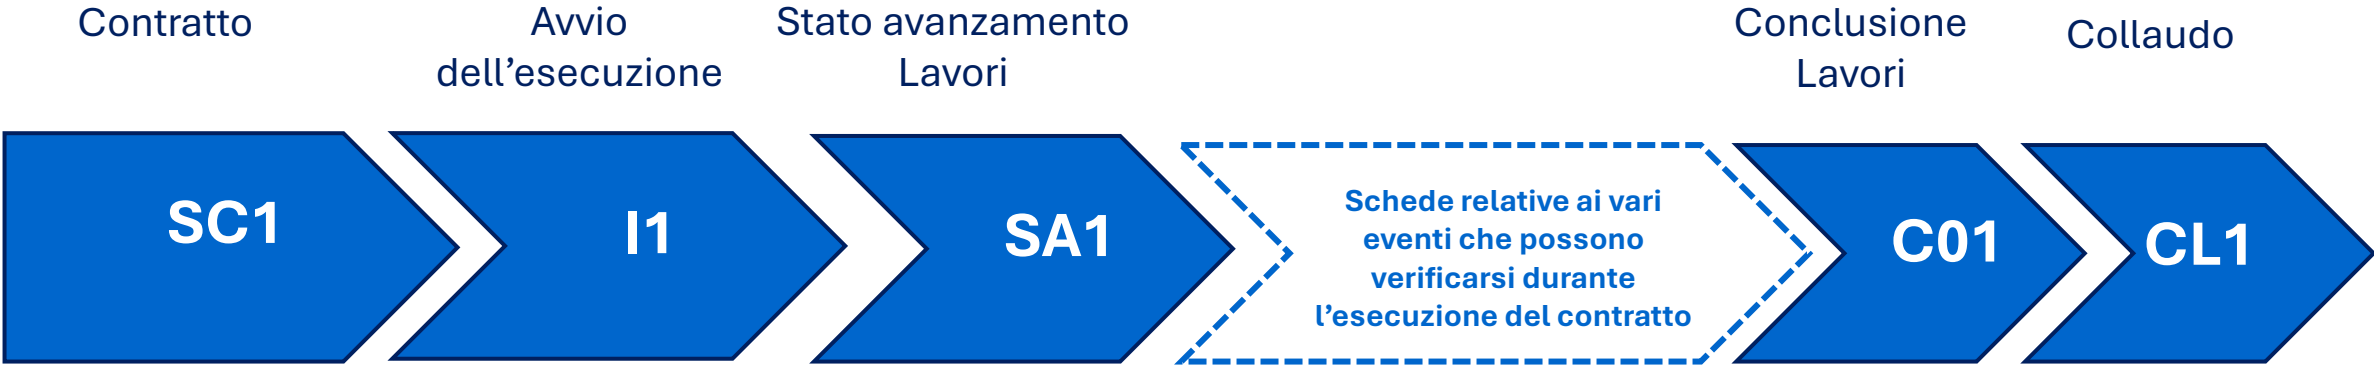 Contratto
Avvio
dell’esecuzione
Stato avanzamento
Lavori
Conclusione
Lavori
Collaudo
SC1
I1
SA1
Schede relative ai vari
eventi che possono
verificarsi durante
l’esecuzione del contratto
C01
CL1